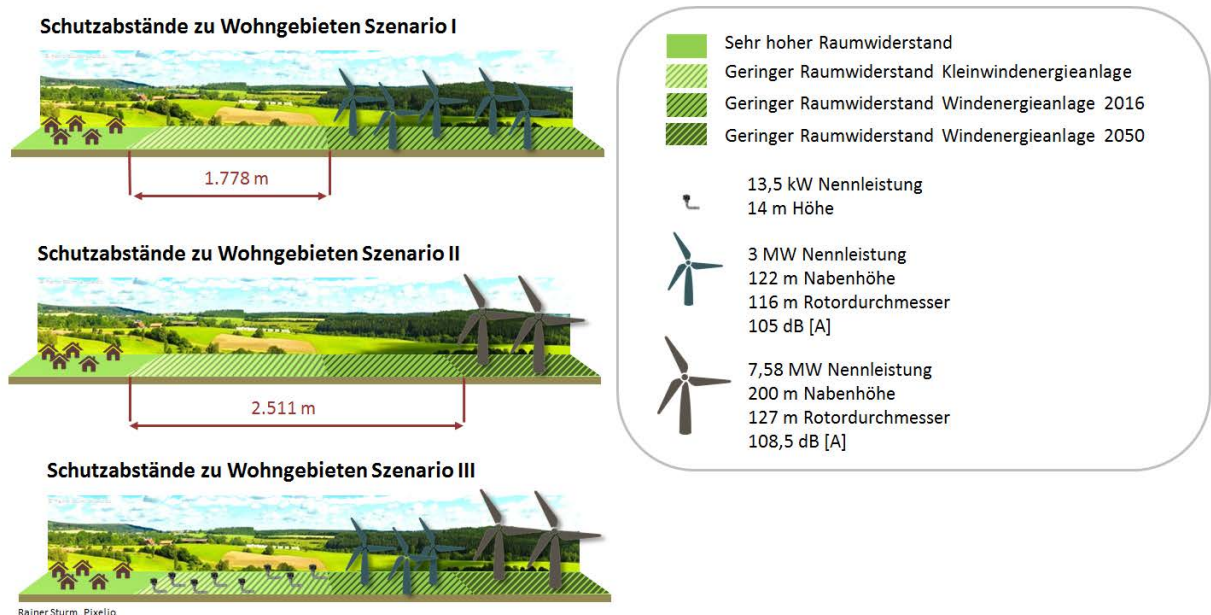 Schutzabstände zu Wohngebieten Szenario I
1.778 m
Schutzabstände zu Wohngebieten Szenario II
2.511 m
Schutzabstände zu Wohngebieten Szenario III
Rainer Sturm, Pixelio
Sehr hoher Raumwiderstand
Geringer Raumwiderstand Kleinwindenergieanlage
Geringer Raumwiderstand Windenergieanlage 2016
Geringer Raumwiderstand Windenergieanlage 2050
13,5 kW Nennleistung
14 m Höhe
3 MW Nennleistung
122 m Nabenhöhe
116 m Rotordurchmesser
105 dB [A]
7,58 MW Nennleistung
200 m Nabenhöhe
127 m Rotordurchmesser
108,5 dB [A]